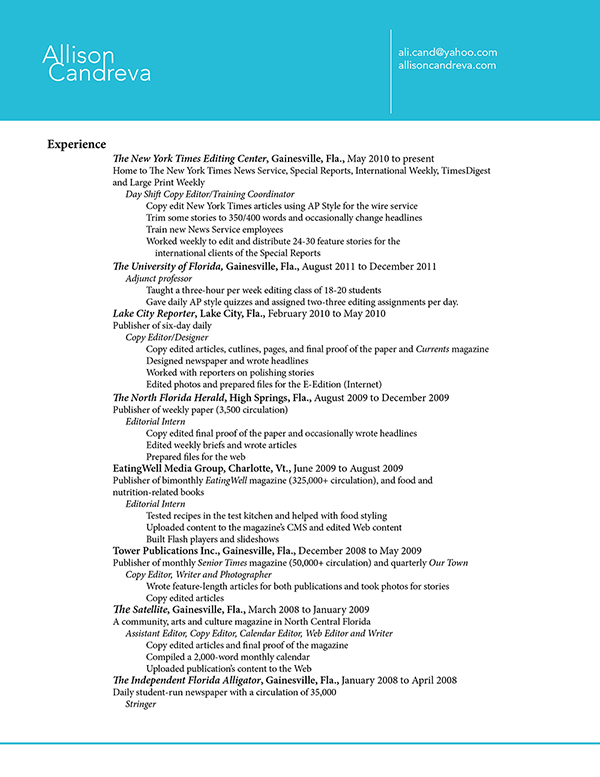 Allison
Candreva
ali.cand@yahoo.com
allisoncandreva.com
Experience
The New York Times Editing Center, Gainesville, Fla., May 2010 to present
Home to The New York Times News Service, Special Reports, International Weekly, TimesDigest
and Large Print Weekly
Day Shift Copy Editor/Training Coordinator
Copy edit New York Times articles using AP Style for the wire service
Trim some stories to 350/400 words and occasionally change headlines
Train new News Service employees
Worked weekly to edit and distribute 24-30 feature stories for the
international clients of the Special Reports
The University of Florida, Gainesville, Fla., August 2011 to December 2011
Adjunct professor
Taught a three-hour per week editing class of 18-20 students
Gave daily AP style quizzes and assigned two-three editing assignments per day.
Lake City Reporter, Lake City, Fla., February 2010 to May 2010
Publisher of six-day daily
Copy Editor/Designer
Copy edited articles, cutlines, pages, and final proof of the paper and Currents magazine
Designed newspaper and wrote headlines
Worked with reporters on polishing stories
Edited photos and prepared files for the E-Edition (Internet)
The North Florida Herald, High Springs, Fla., August 2009 to December 2009
Publisher of weekly paper (3,500 circulation)
Editorial Intern
Copy edited final proof of the paper and occasionally wrote headlines
Edited weekly briefs and wrote articles
Prepared files for the web
EatingWell Media Group, Charlotte, Vt., June 2009 to August 2009
Publisher of bimonthly EatingWell magazine (325,000+ circulation), and food and
nutrition-related books
Editorial Intern
Tested recipes in the test kitchen and helped with food styling
Uploaded content to the magazine's CMS and edited Web content
Built Flash players and slideshows
Tower Publications Inc., Gainesville, Fla., December 2008 to May 2009
Publisher of monthly Senior Times magazine (50,000+ circulation) and quarterly Our Town
Copy Editor, Writer and Photographer
Wrote feature-length articles for both publications and took photos for stories
Copy edited articles
The Satellite, Gainesville, Fla., March 2008 to January 2009
A community, arts and culture magazine in North Central Florida
Assistant Editor, Copy Editor, Calendar Editor, Web Editor and Writer
Copy edited articles and final proof of the magazine
Compiled a 2,000-word monthly calendar
Uploaded publication's content to the Web
The Independent Florida Alligator, Gainesville, Fla., January 2008 to April 2008
Daily student-run newspaper with a circulation of 35,000
Stringer